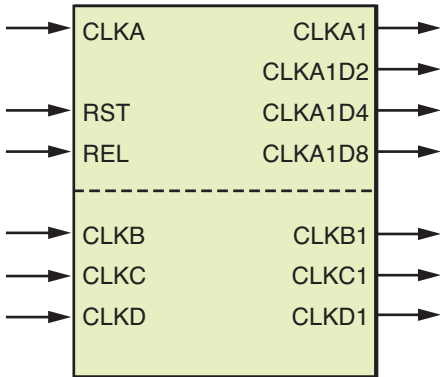 CLKA CLKA1
CLKA1D2
RST CLKA1D4
REL CLKA1D8
CLKB CLKB1
CLKC CLKC1
CLKD CLKD1